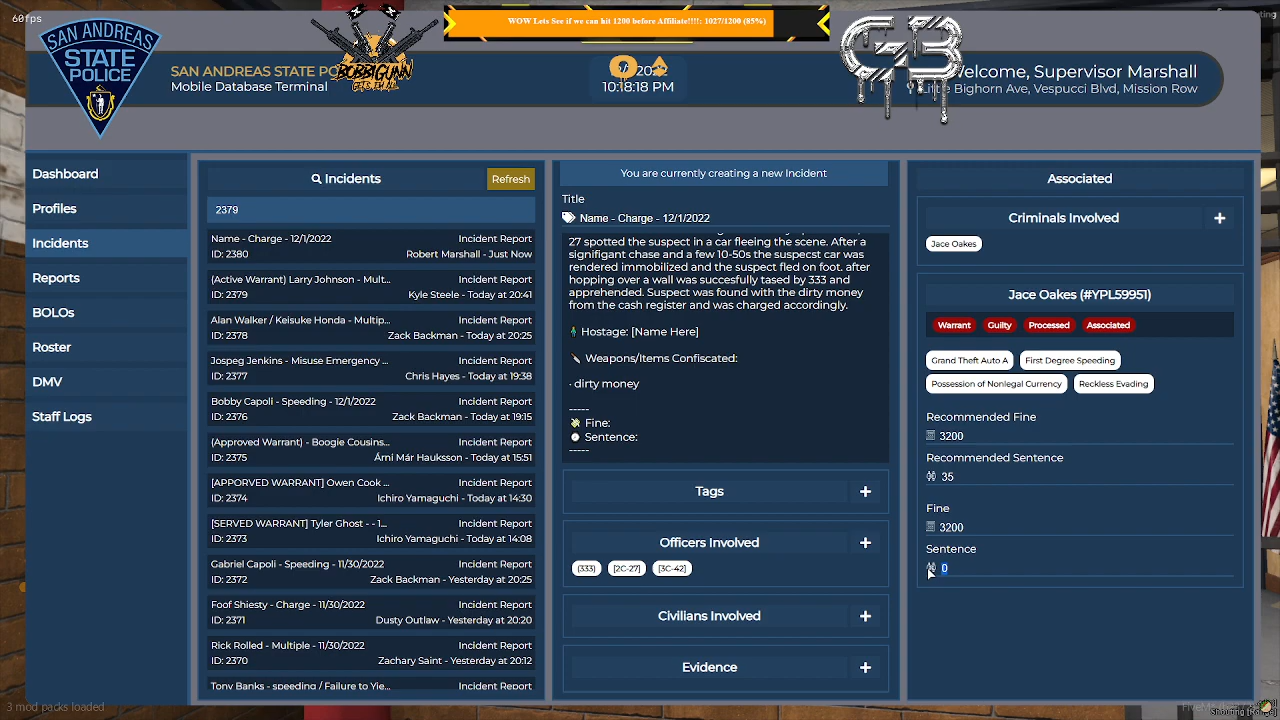 WOW Lets See if we can hit 1200 before Affiliate!!!!: 1027/1200 (85%)
SAN ANDREAS
STATE
POLICE
SAN ANDREAS STATE
Mobile Database Terminal
BOBBIGUNN
10:18:18 PM
G3
Welcome, Supervisor Marshall
Little Bighorn Ave, Vespucci Blvd, Mission Row
Dashboard
Profiles
Incidents
Reports
BOLOs
Roster
DMV
Staff Logs
Incidents
Refresh
2379
Name - Charge - 12/1/2022 Incident Report
ID: 2380 Robert Marshall - Just Now
(Active Warrant) Larry Johnson - Mult... Incident Report
ID: 2379 Kyle Steele - Today at 20:41
Alan Walker / Keisuke Honda - Multip... Incident Report
ID: 2378 Zack Backman - Today at 20:25
Jospeg Jenkins - Misuse Emergency ... Incident Report
ID: 2377 Chris Hayes - Today at 19:38
Bobby Capoli - Speeding - 12/1/2022 Incident Report
ID: 2376 Zack Backman - Today at 19:15
(Approved Warrant) - Boogie Cousins... Incident Report
ID: 2375 Árni Már Hauksson - Today at 15:51
[APPORVED WARRANT] Owen Cook ... Incident Report
ID: 2374 Ichiro Yamaguchi - Today at 14:30
[SERVED WARRANT] Tyler Ghost - - 1... Incident Report
ID: 2373 Ichiro Yamaguchi - Today at 14:08
Gabriel Capoli - Speeding - 11/30/2022 Incident Report
ID: 2372 Zack Backman - Yesterday at 20:25
Foof Shiesty - Charge - 11/30/2022 Incident Report
ID: 2371 Dusty Outlaw - Yesterday at 20:20
Rick Rolled - Multiple - 11/30/2022 Incident Report
ID: 2370 Zachary Saint - Yesterday at 20:12
Tony Banks - speeding / Failure to Yie... Incident Report
You are currently creating a new Incident
Title
Name - Charge - 12/1/2022
27 spotted the suspect in a car fleeing the scene. After a
signifigant chase and a few 10-50s the suspecst car was
rendered immobilized and the suspect fled on foot. after
hopping over a wall was succesfully tased by 333 and
apprehended. Suspect was found with the dirty money
from the cash register and was charged accordingly.
Hostage: [Name Here]
Weapons/Items Confiscated:
· dirty money
-----
Fine:
Sentence:
-----
Tags
Officers Involved
(333) [2C-27] [3C-42]
Civilians Involved
Evidence
Associated
Criminals Involved
Jace Oakes
Jace Oakes (#YPL59951)
Warrant Guilty Processed Associated
Grand Theft Auto A First Degree Speeding
Possession of Nonlegal Currency Reckless Evading
Recommended Fine
3200
Recommended Sentence
35
Fine
3200
Sentence
0
3 mod packs loaded